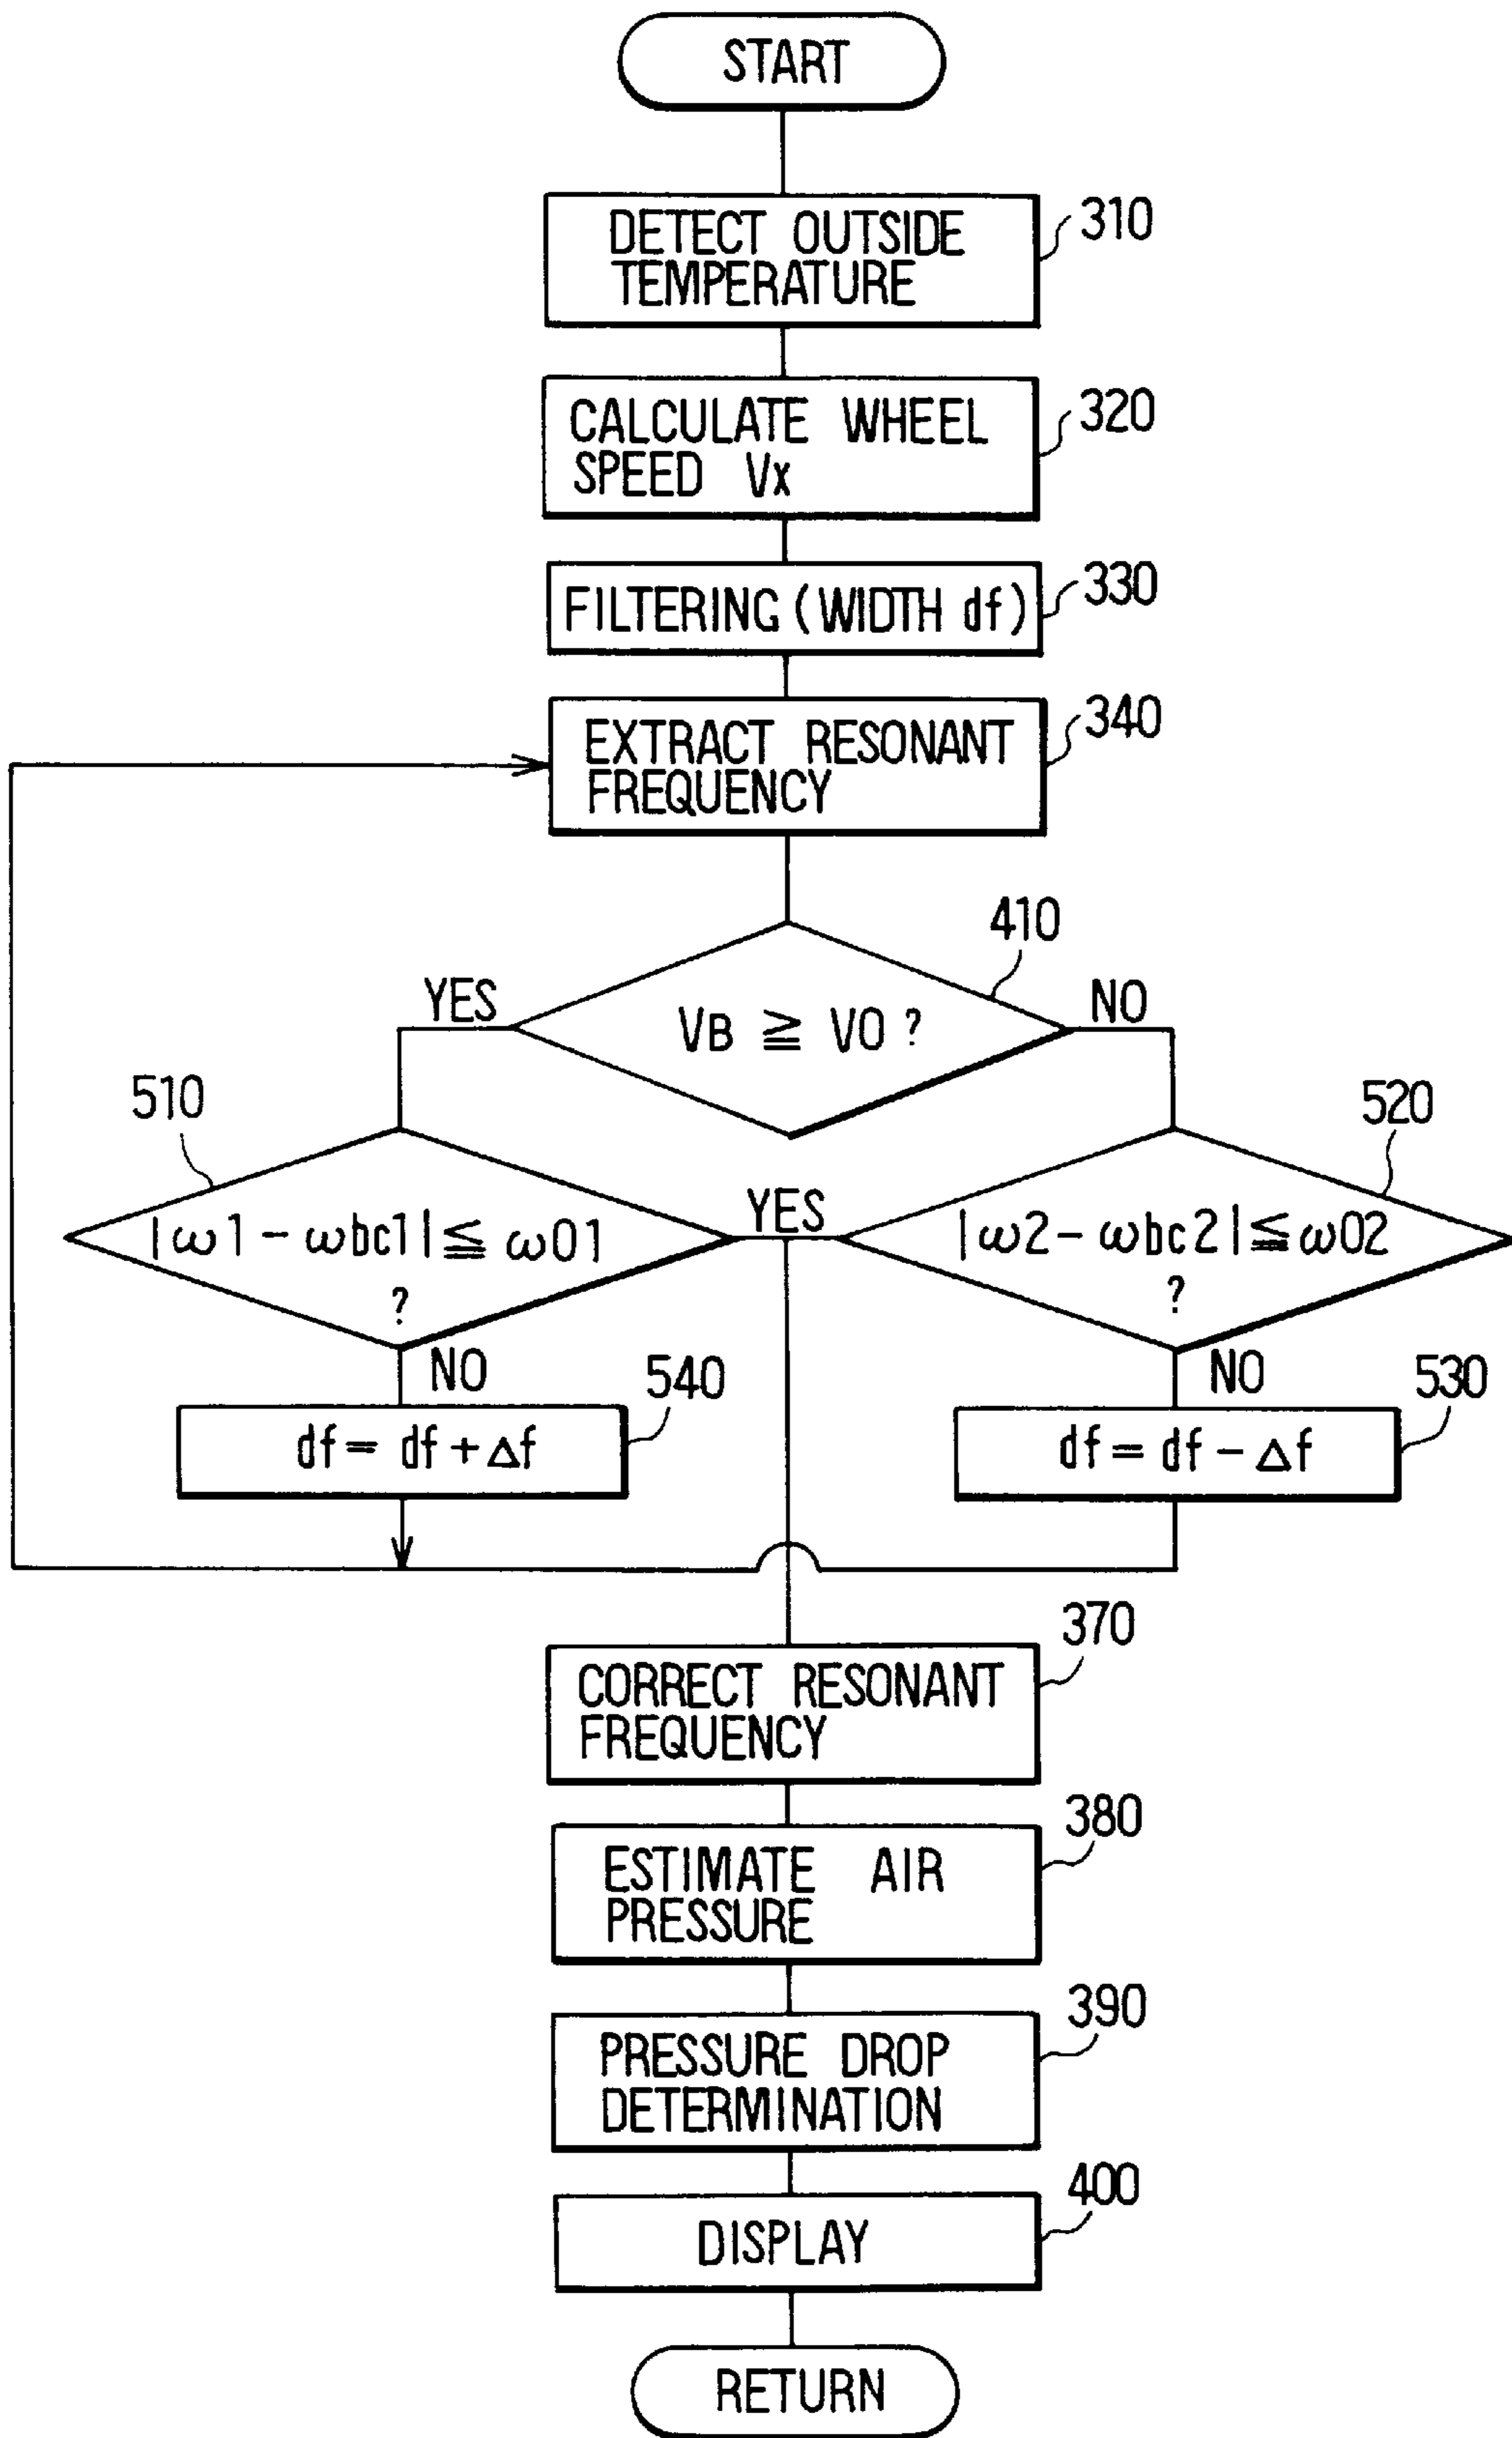 START
DETECT OUTSIDE
TEMPERATURE
310
CALCULATE WHEEL
SPEED Vx
320
FILTERING (WIDTH df)
330
EXTRACT RESONANT
FREQUENCY
340
410
YES
VB ≧ V0 ?
NO
510
520
|ω1 - ωbc1| ≦ ω01
?
YES
|ω2 - ωbc2| ≦ ω02
?
NO
540
NO
530
df = df + Δf
df = df - Δf
370
CORRECT RESONANT
FREQUENCY
380
ESTIMATE AIR
PRESSURE
390
PRESSURE DROP
DETERMINATION
400
DISPLAY
RETURN